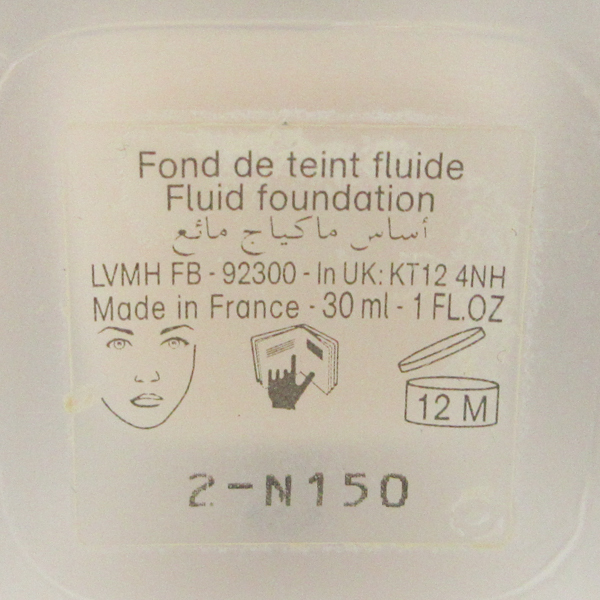 Fond de teint fluide
Fluid foundation
أساس ماكياج مائع
LVMH FB - 92300 - In UK: KT12 4NH
Made in France - 30 ml - 1 FL.OZ
12 M
2-N150